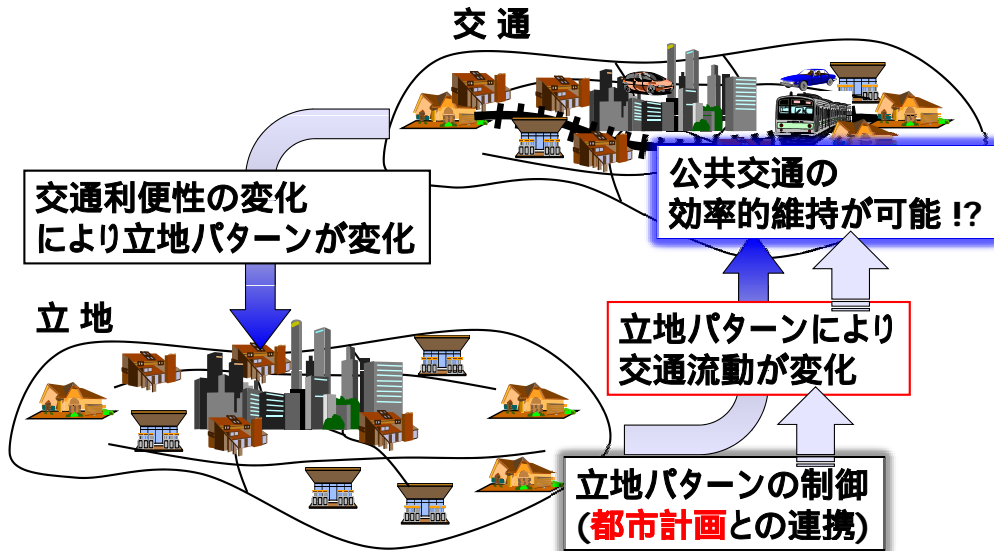 交 通
公共交通の
効率的維持が可能 !?
交通利便性の変化
により立地パターンが変化
立 地
立地パターンにより
交通流動が変化
立地パターンの制御
(都市計画との連携)